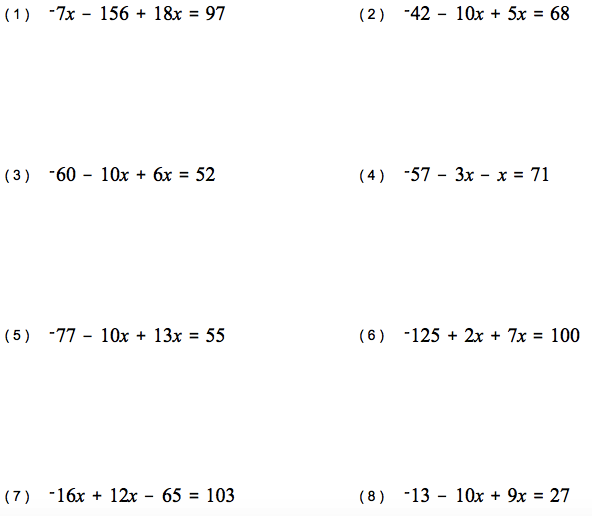 (1) ⁻7x – 156 + 18x = 97
(2) ⁻42 – 10x + 5x = 68
(3) ⁻60 – 10x + 6x = 52
(4) ⁻57 – 3x – x = 71
(5) ⁻77 – 10x + 13x = 55
(6) ⁻125 + 2x + 7x = 100
(7) ⁻16x + 12x – 65 = 103
(8) ⁻13 – 10x + 9x = 27